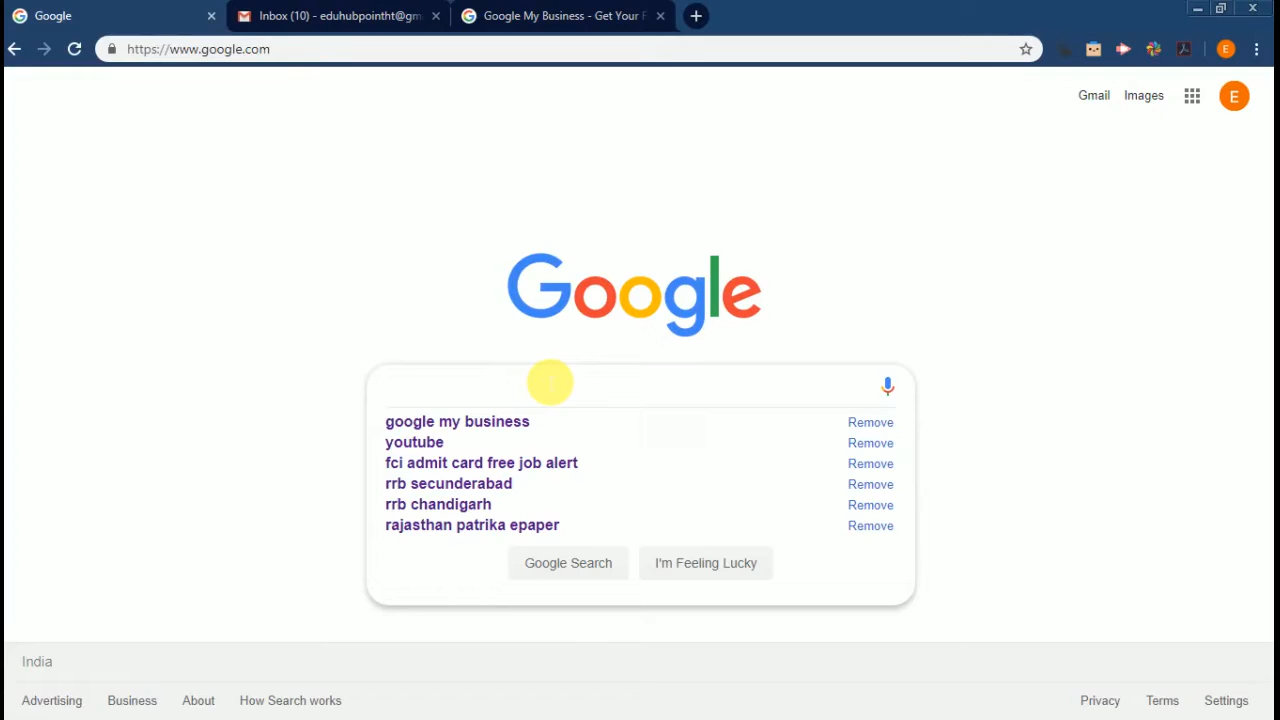 Google
Inbox (10) - eduhubpointht@gm
Google My Business - Get Your F
https://www.google.com
E
Gmail Images
E
Google
google my business Remove
youtube Remove
fci admit card free job alert Remove
rrb secunderabad Remove
rrb chandigarh Remove
rajasthan patrika epaper Remove
Google Search I'm Feeling Lucky
India
Advertising Business About How Search works Privacy Terms Settings